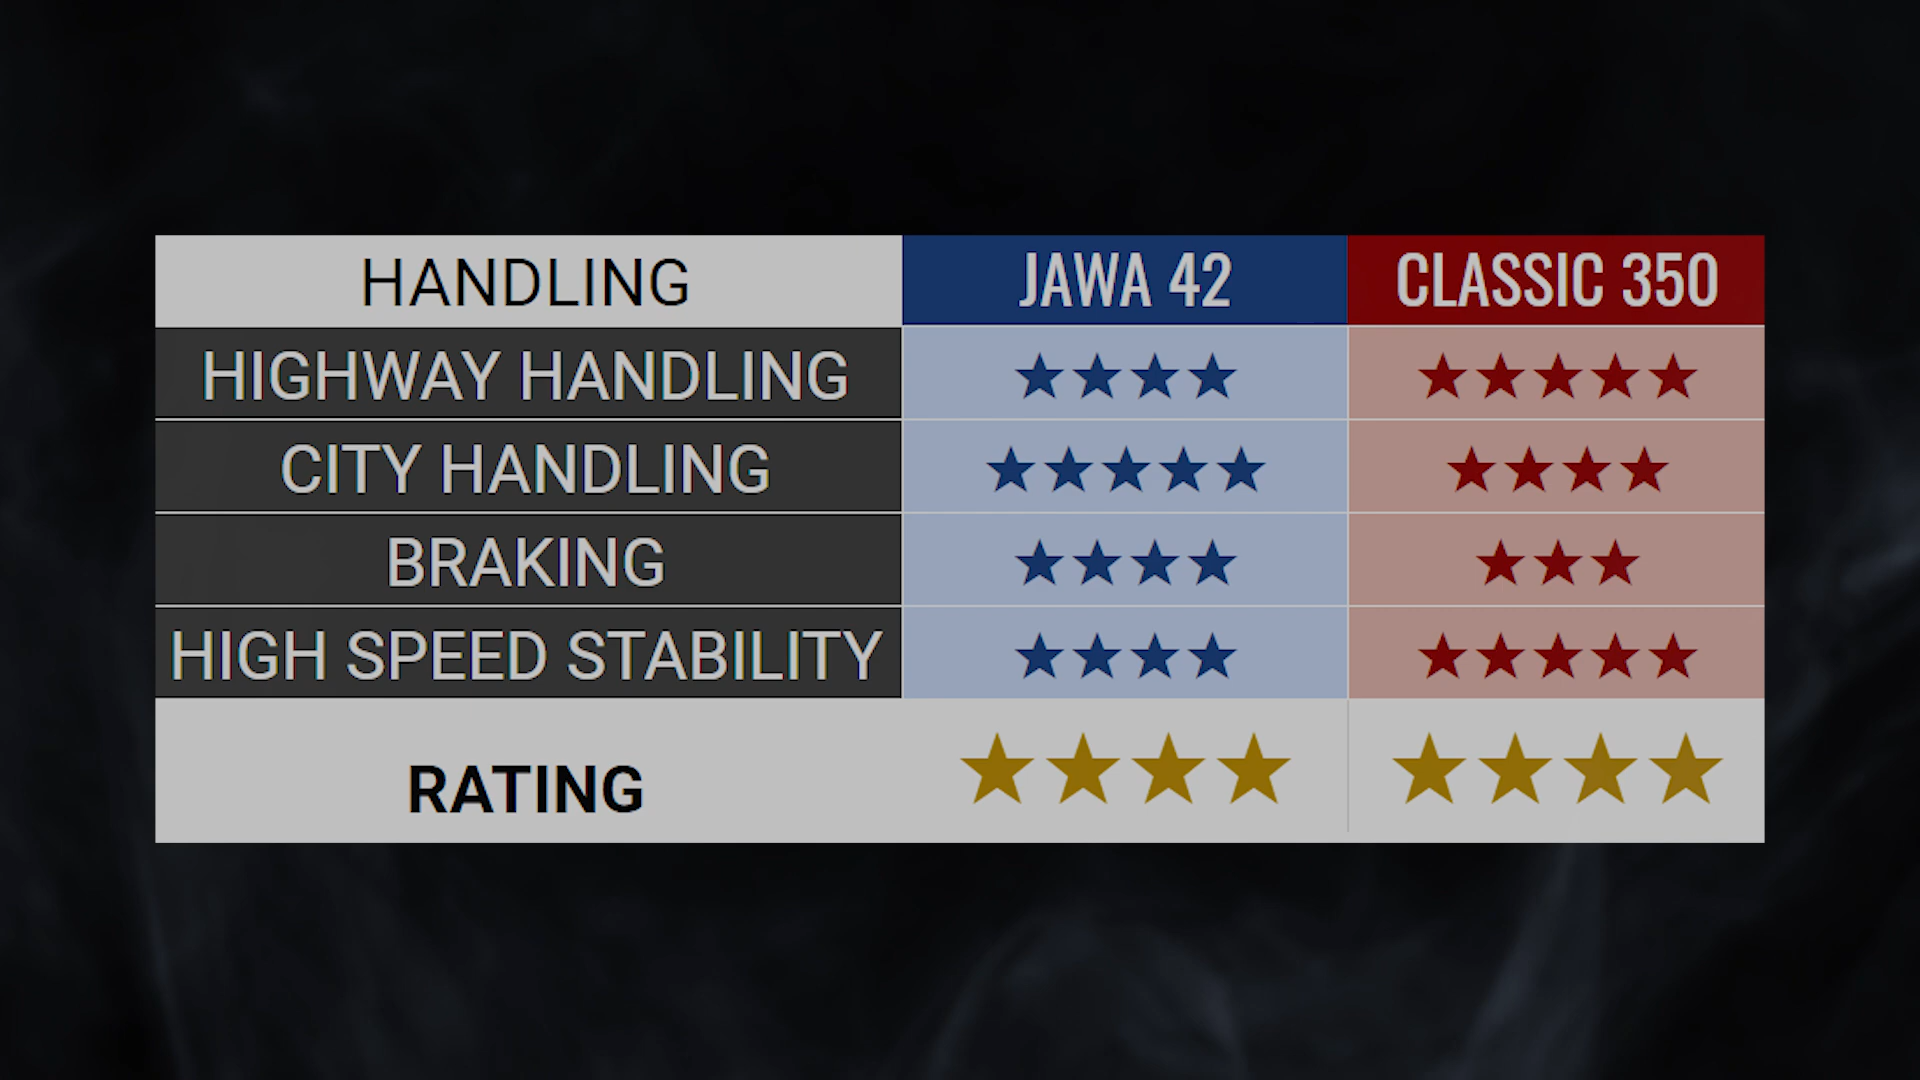 HANDLING JAWA 42 CLASSIC 350
HIGHWAY HANDLING ★★★★ ★★★★★
CITY HANDLING ★★★★★ ★★★★
BRAKING ★★★★ ★★★
HIGH SPEED STABILITY ★★★★ ★★★★★
RATING ★★★★ ★★★★